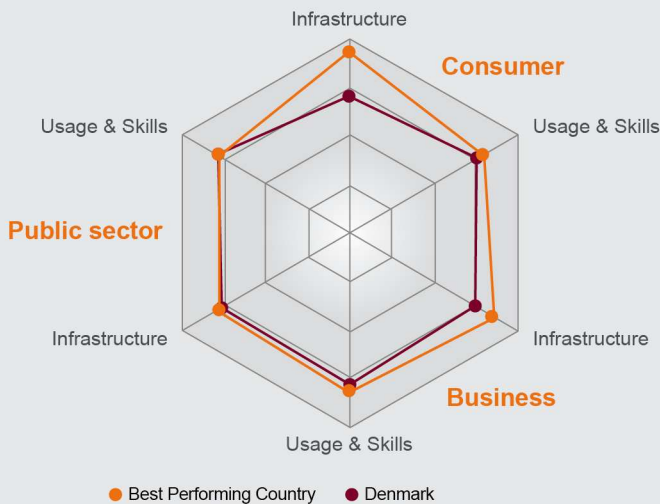 Infrastructure
Consumer
Usage & Skills
Usage & Skills
Public sector
Infrastructure
Infrastructure
Business
Usage & Skills
Best Performing Country
Denmark